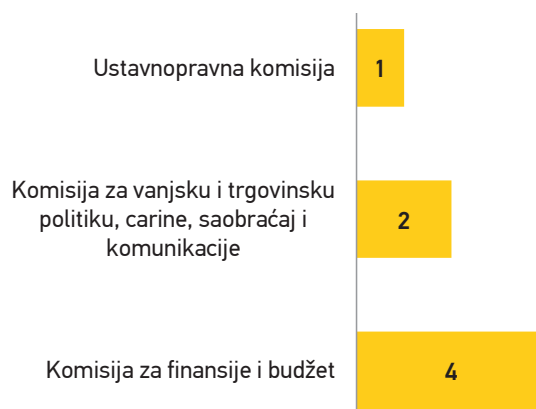 Ustavnopravna komisija
1
Komisija za vanjsku i trgovinsku
politiku, carine, saobraćaj i
komunikacije
2
Komisija za finansije i budžet
4